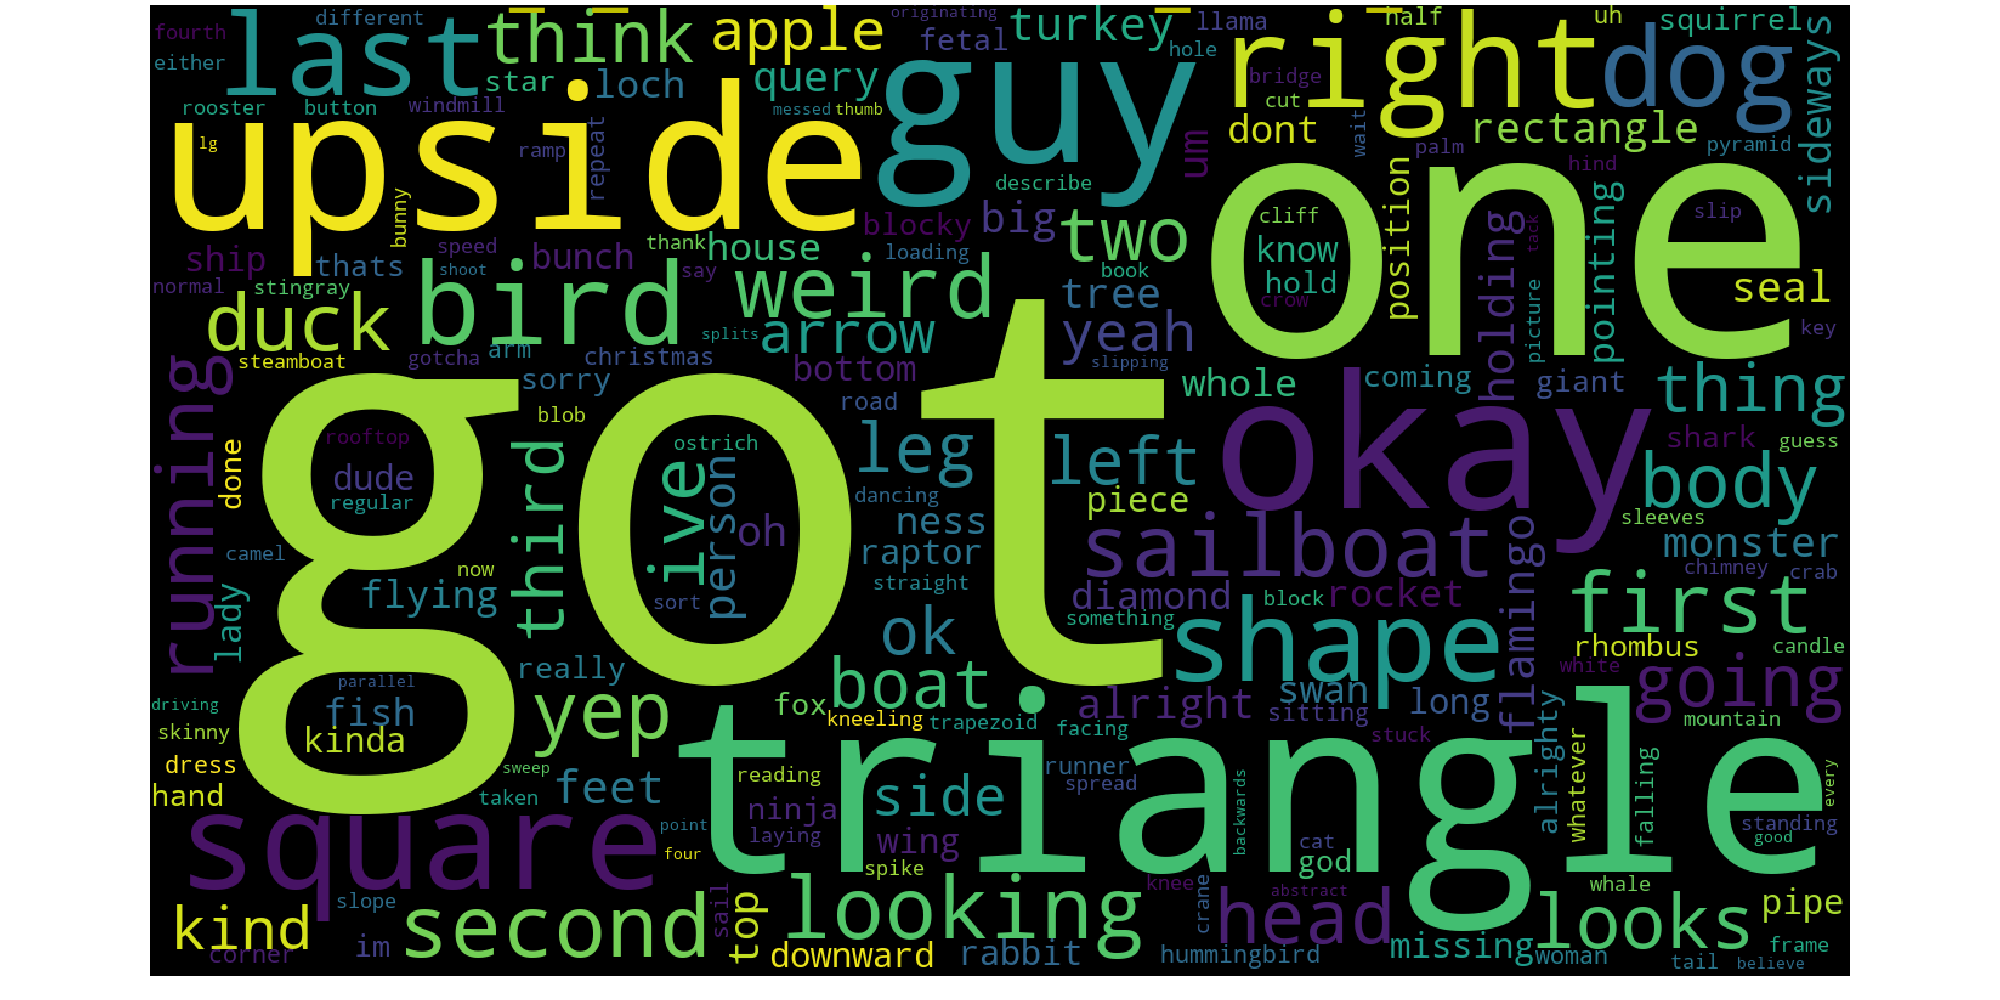 fourth different last think apple originating fetal turkey llama half uh squirrel
either star loch query hole right dog sideways
rooster button windmill messed thumb guy bridge cut dont rectangle pyramid
lg upside ramp repeat um wait palm hind
bunny describe position pointing slip tack
ship thats speed bunch thank house blocky big two cliff know holding
normal stingray shoot say weird loading book tree hold one seal
duck bird splits arrow yeah crow picture key
steamboat gotcha arm christmas bottom slipping whole coming giant thing
running sorry road
blob okay
rooftop third ostrich leg left shark guess
done dude ive person dancing piece body
regular oh ness sailboat flamingo sleeves
camel now raptor monster
got straight chimney crab
lady flying sort diamond block rocket first
ok something shape rhombus candle
really white
parallel boat swan going
driving fish yep fox alright sitting long mountain
skinny kinda kneeling trapezoid facing stuck alrighty
dress sweep reading triangle runner whatever falling every
hand taken feet ninja side spread backwards
square point laying wing cat standing
four spike god good
slope sail knee crane abstract whale
kind second top looking head looks pipe
corner im downward rabbit hummingbird missing woman frame
tail believe